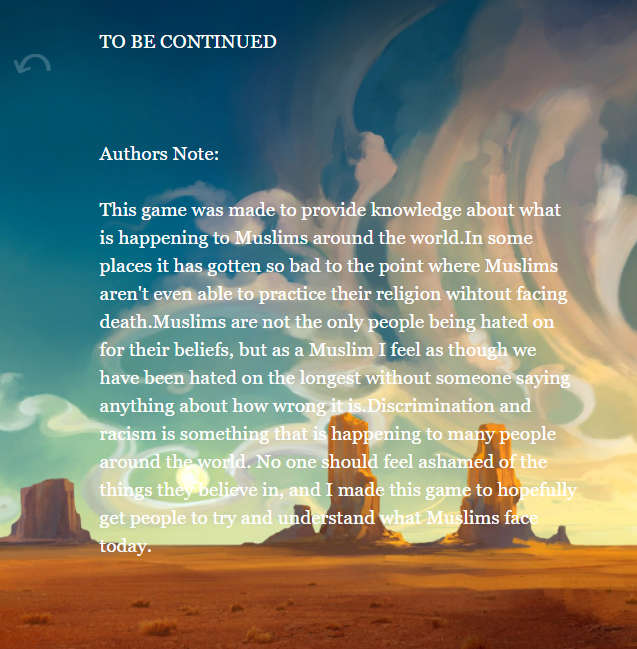 TO BE CONTINUED
Authors Note:
This game was made to provide knowledge about what
is happening to Muslims around the world.In some
places it has gotten so bad to the point where Muslims
aren't even able to practice their religion wihtout facing
death.Muslims are not the only people being hated on
for their beliefs, but as a Muslim I feel as though we
have been hated on the longest without someone saying
anything about how wrong it is.Discrimination and
racism is something that is happening to many people
around the world. No one should feel ashamed of the
things they believe in, and I made this game to hopefully
get people to try and understand what Muslims face
today.